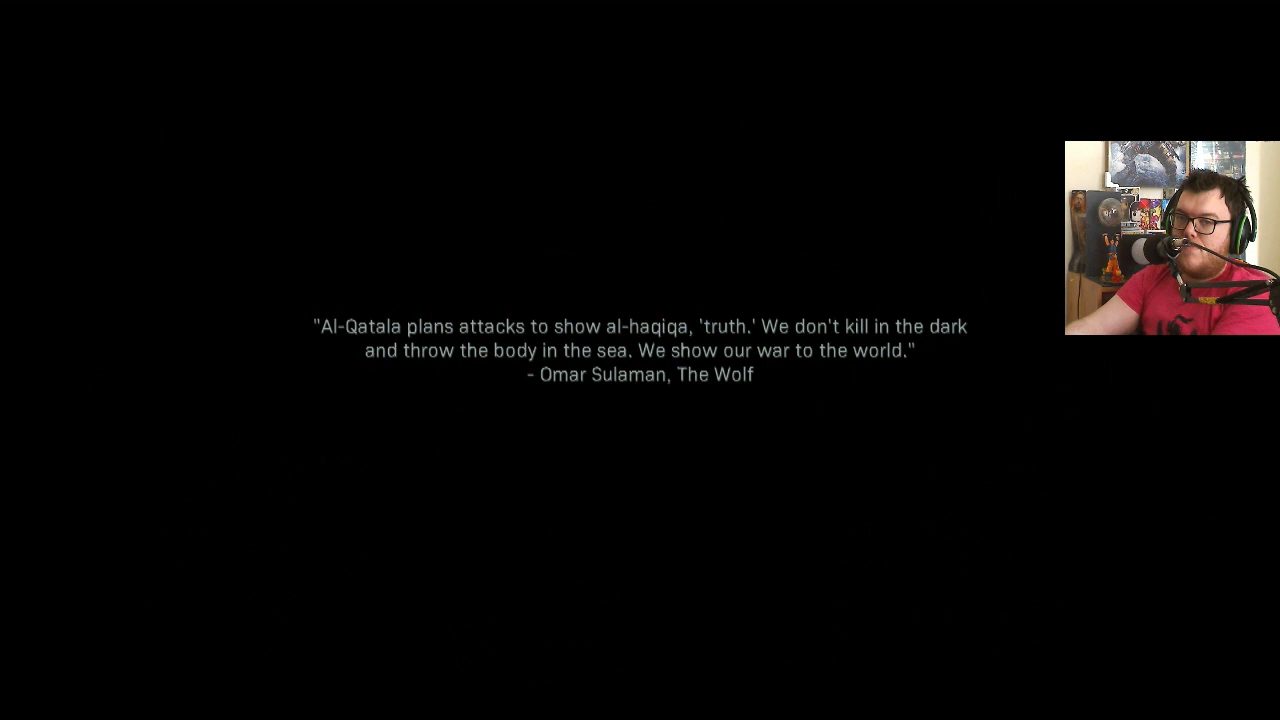 "Al-Qatala plans attacks to show al-haqiqa, 'truth.' We don't kill in the dark
and throw the body in the sea. We show our war to the world."
- Omar Sulaman, The Wolf